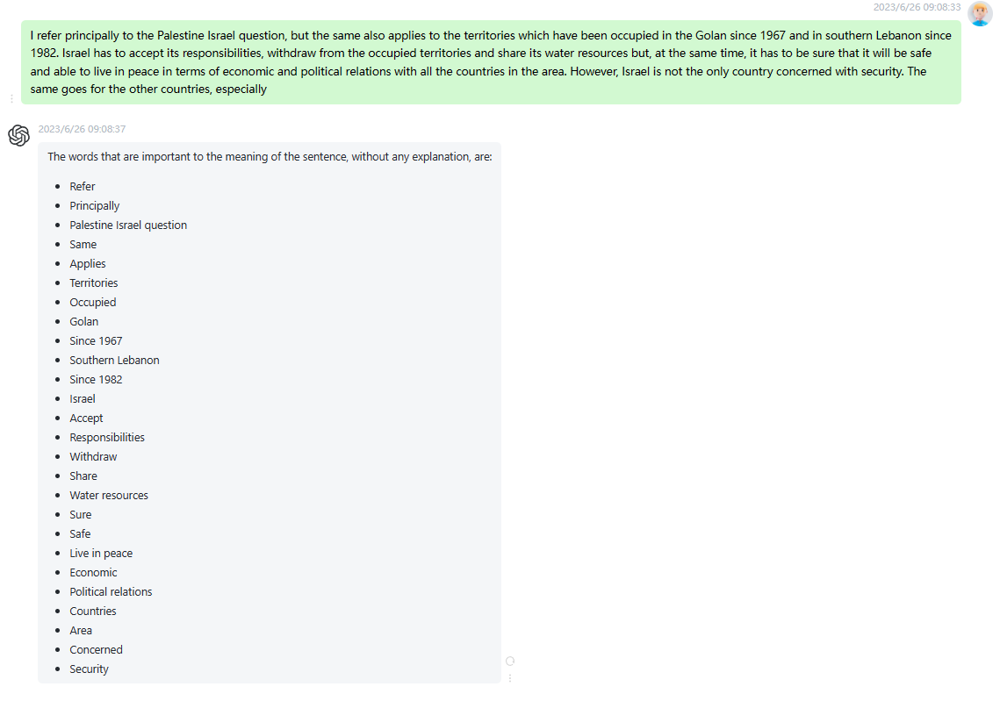 2023/6/26 09:08:33
I refer principally to the Palestine Israel question, but the same also applies to the territories which have been occupied in the Golan since 1967 and in southern Lebanon since
1982. Israel has to accept its responsibilities, withdraw from the occupied territories and share its water resources but, at the same time, it has to be sure that it will be safe
and able to live in peace in terms of economic and political relations with all the countries in the area. However, Israel is not the only country concerned with security. The
same goes for the other countries, especially
2023/6/26 09:08:37
The words that are important to the meaning of the sentence, without any explanation, are:
• Refer
• Principally
• Palestine Israel question
• Same
• Applies
• Territories
• Occupied
• Golan
• Since 1967
• Southern Lebanon
• Since 1982
• Israel
• Accept
• Responsibilities
• Withdraw
• Share
• Water resources
• Sure
• Safe
• Live in peace
• Economic
• Political relations
• Countries
• Area
• Concerned
• Security